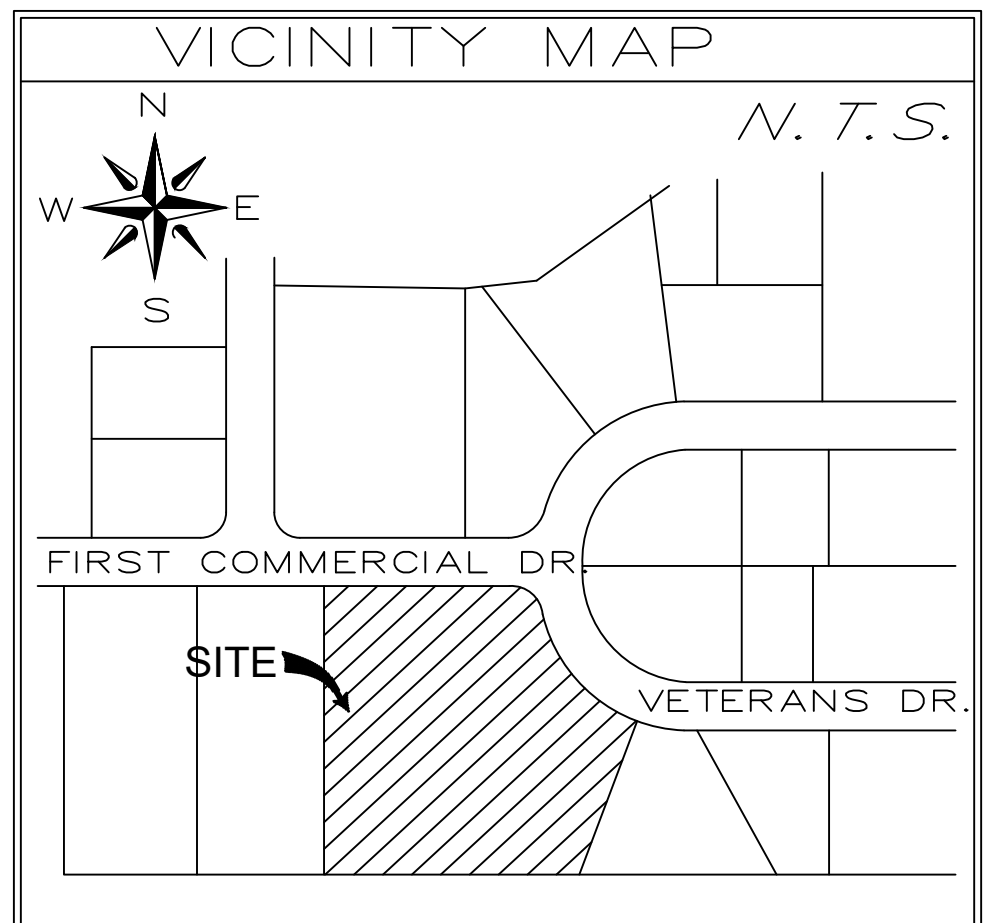 VICINITY MAP
N. T. S.
N
W E
S
FIRST COMMERCIAL DR.
SITE
VETERANS DR.